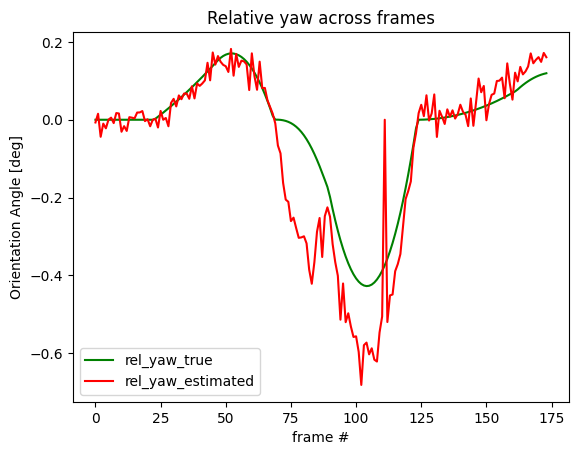 Relative yaw across frames
Orientation Angle [deg]
0.2
0.0
−0.2
−0.4
−0.6
rel_yaw_true
rel_yaw_estimated
0 25 50 75 100 125 150 175
frame #